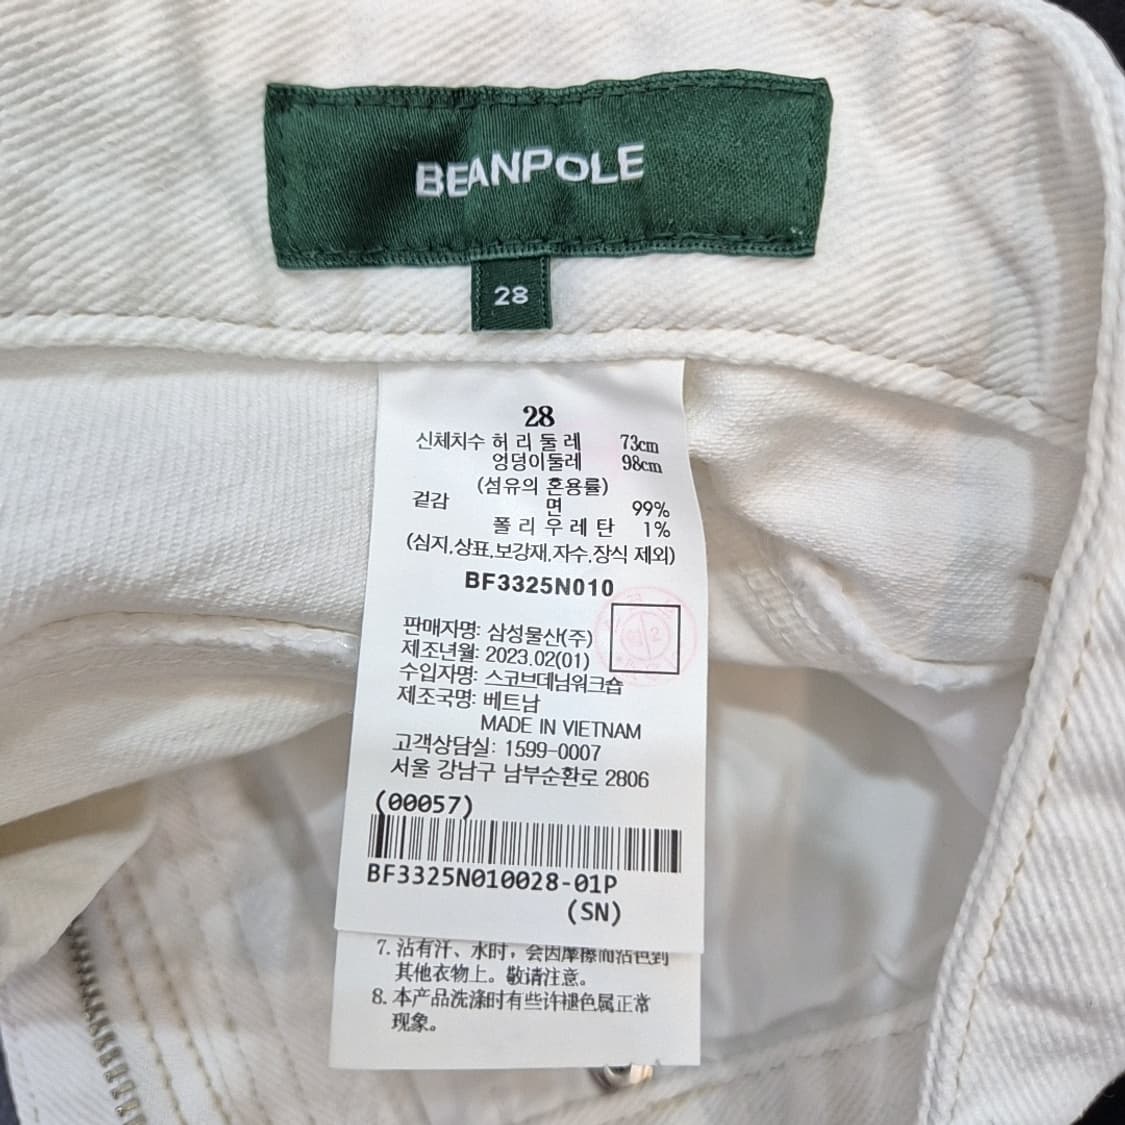 BEANPOLE
28
28
신체치수 허 리 둘 레 73cm
엉덩이둘레 98cm
(섬유의 혼용률)
겉감 면 99%
폴 리 우 레 탄 1%
(심지,상표,보강재,자수,장식 제외)
BF3325N010
판매자명: 삼성물산(주)
제조년월: 2023.02(01)
수입자명: 스코브데님워크숍
제조국명: 베트남
MADE IN VIETNAM
고객상담실: 1599-0007
서울 강남구 남부순환로 2806
(00057)
BF3325N010028-01P
(SN)
7. 沾有汗、水时，会因摩擦而沾色到
其他衣物上。敬请注意。
8. 本产品洗涤时有些许褪色属正常
现象。